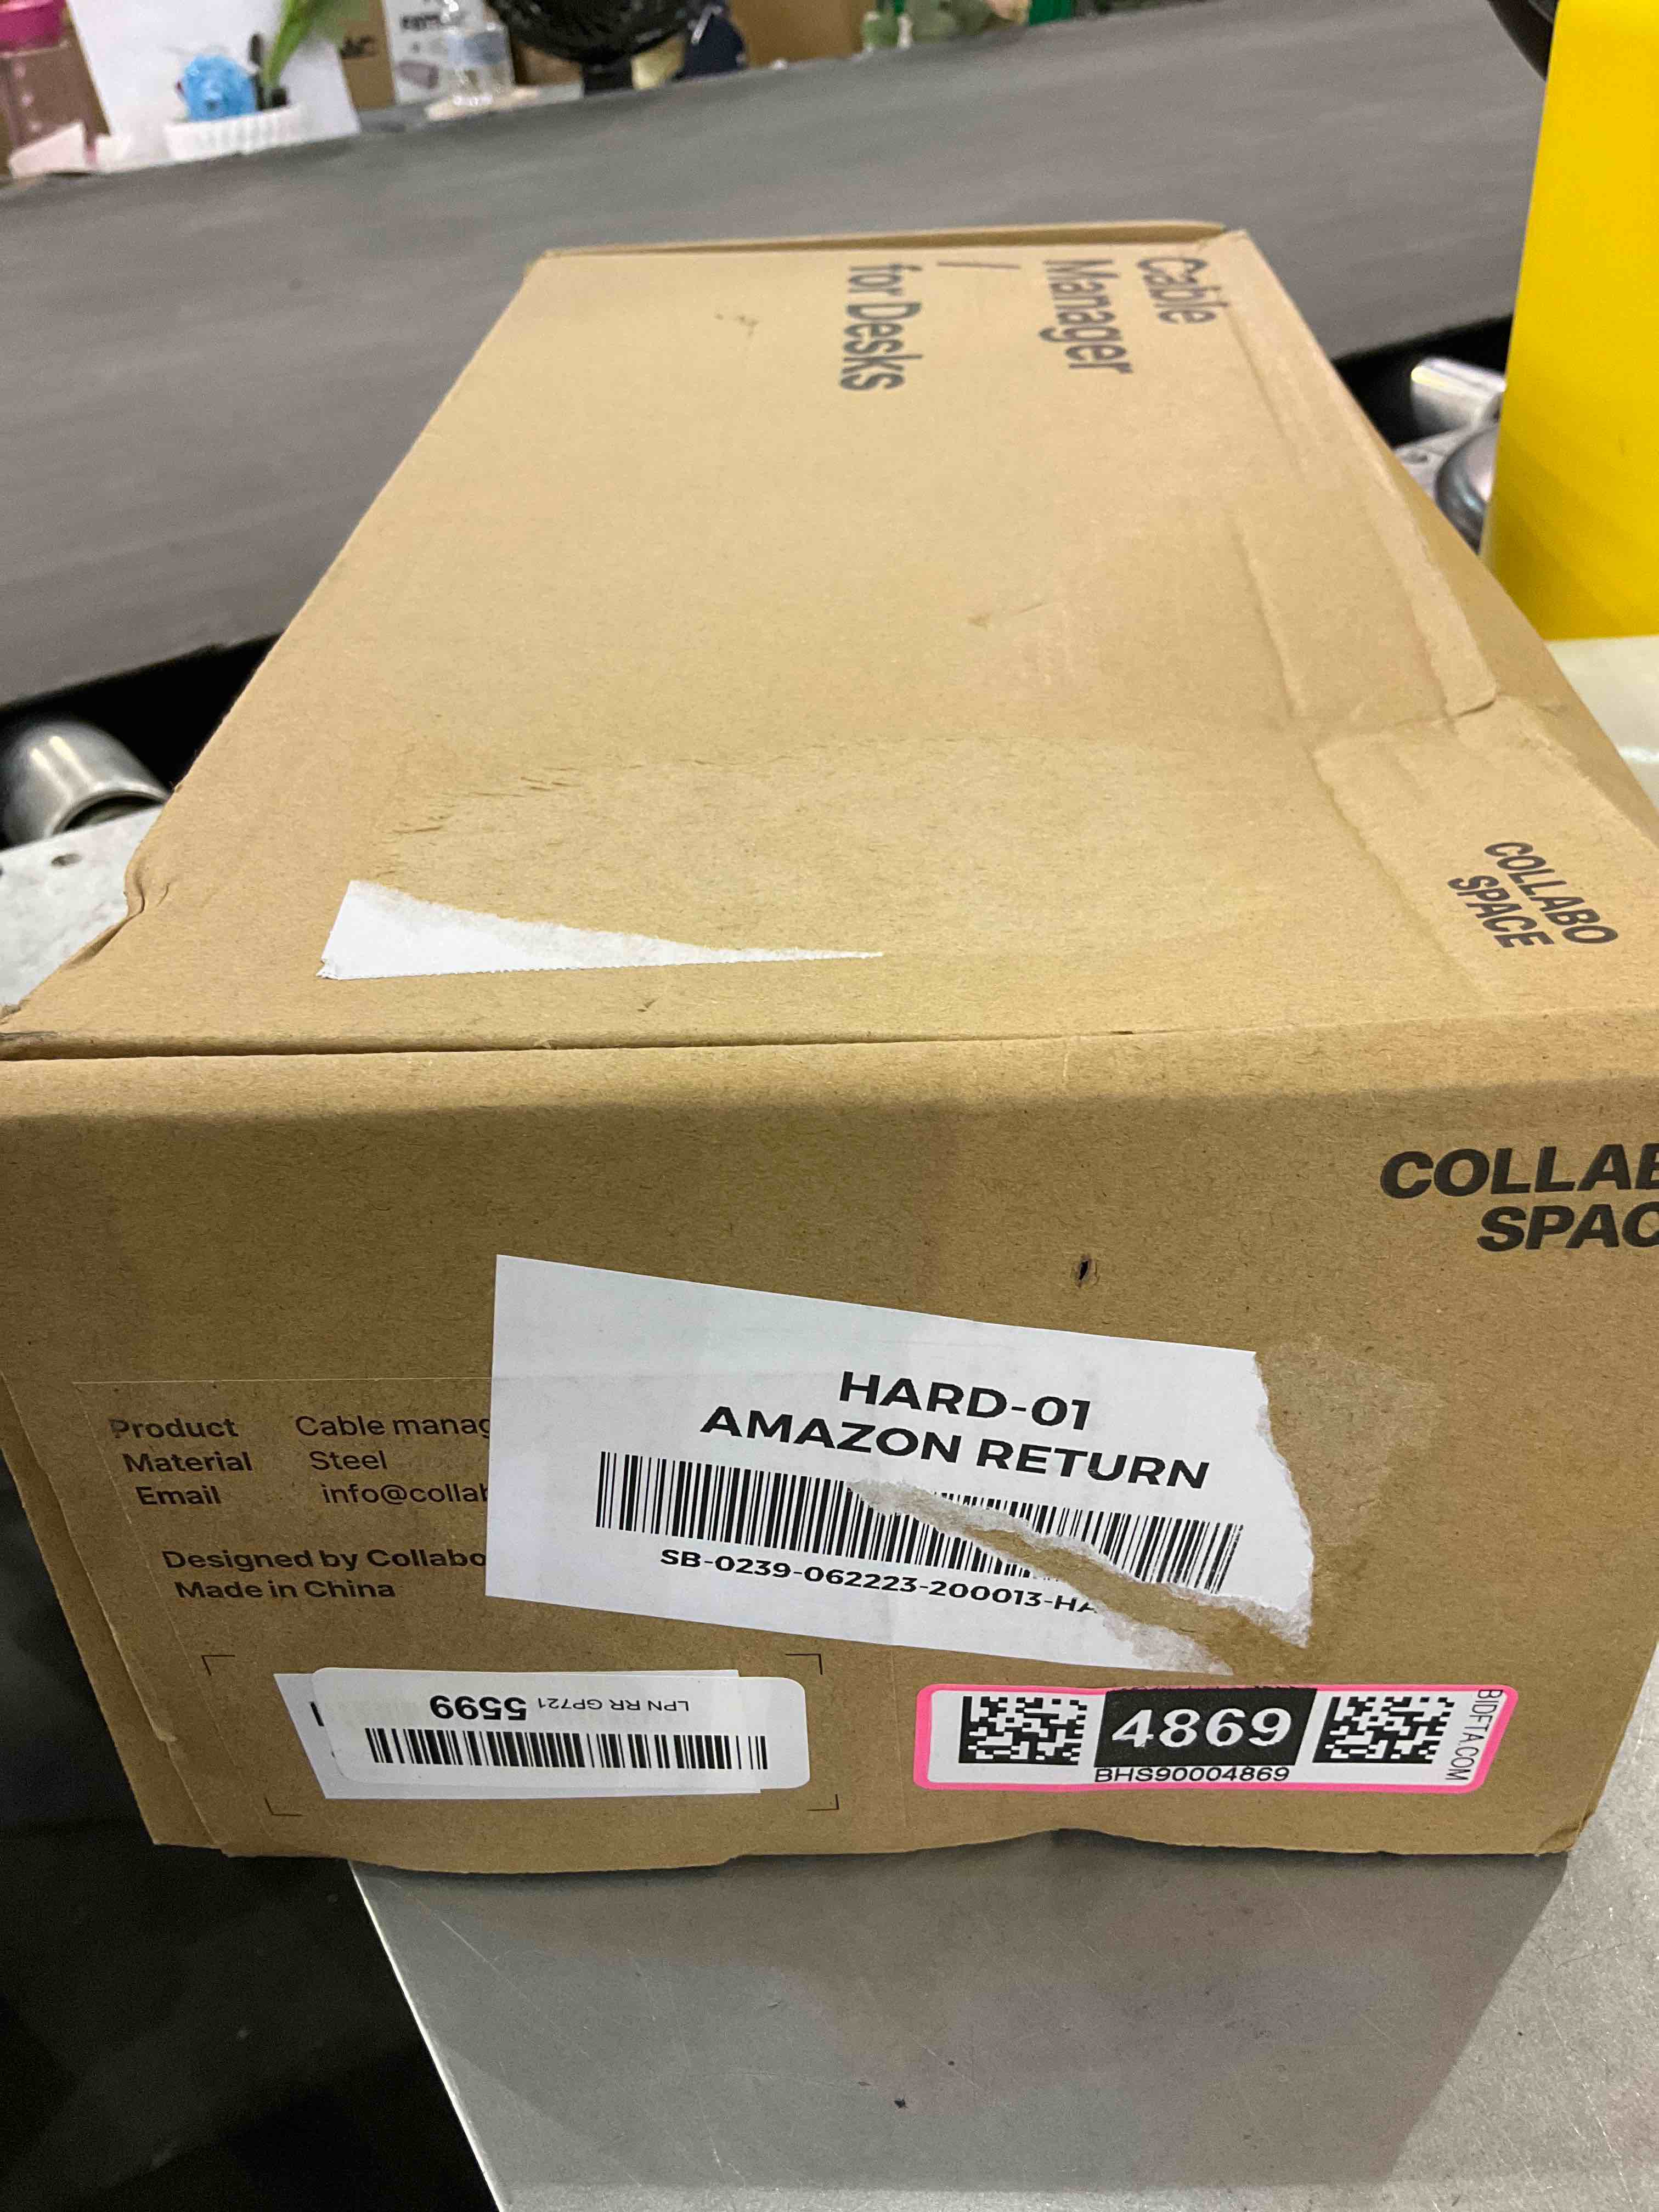 Cable
Manager
/
for Desks
COLLABO
SPACE
COLLAB
SPAC
HARD-01
AMAZON RETURN
SB-0239-062223-200013-HA
Product Cable manag
Material Steel
Email info@collab
Designed by Collabo
Made in China
LPN RR GP721 5599
4869
BHS90004869
BIDFTA.COM